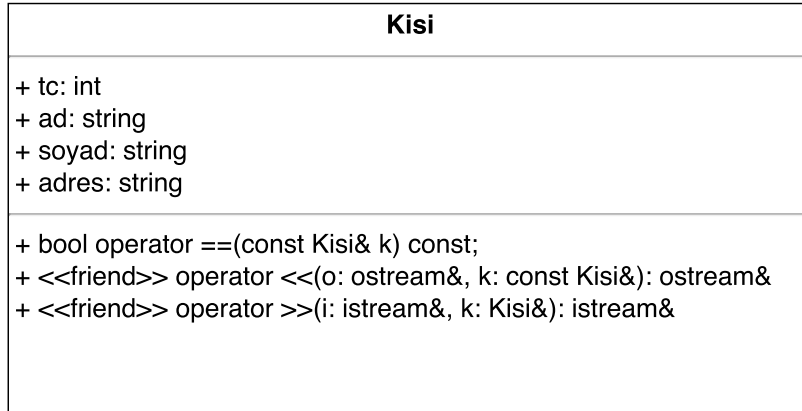 Kisi
+ tc: int
+ ad: string
+ soyad: string
+ adres: string
+ bool operator ==(const Kisi& k) const;
+ <<friend>> operator <<(o: ostream&, k: const Kisi&): ostream&
+ <<friend>> operator >>(i: istream&, k: Kisi&): istream&